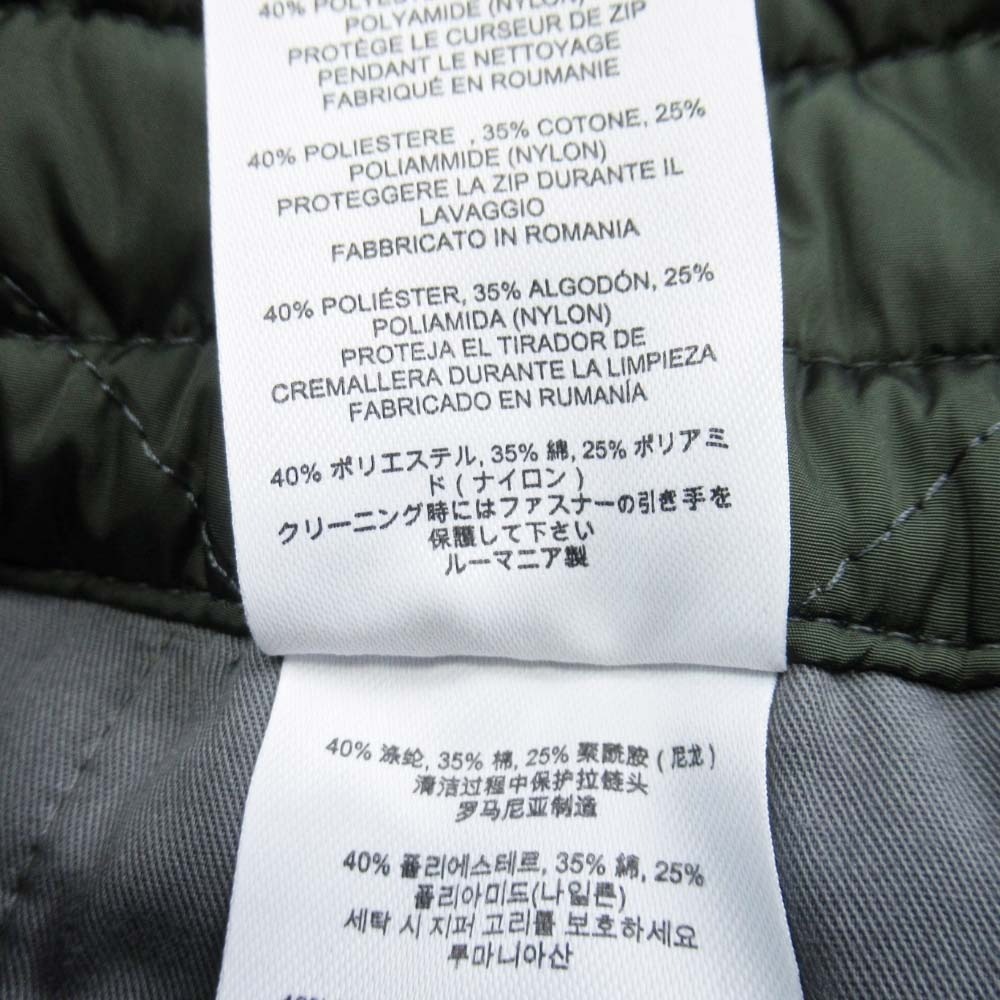 40% POLYESTER
POLYAMIDE (NYLON)
PROTÈGE LE CURSEUR DE ZIP
PENDANT LE NETTOYAGE
FABRIQUÉ EN ROUMANIE
40% POLIESTERE , 35% COTONE, 25%
POLIAMMIDE (NYLON)
PROTEGGERE LA ZIP DURANTE IL
LAVAGGIO
FABBRICATO IN ROMANIA
40% POLIÉSTER, 35% ALGODÓN, 25%
POLIAMIDA (NYLON)
PROTEJA EL TIRADOR DE
CREMALLERA DURANTE LA LIMPIEZA
FABRICADO EN RUMANÍA
40% ポリエステル, 35% 綿, 25% ポリアミ
ド ( ナイロン )
クリーニング時にはファスナーの引き手を
保護して下さい
ルーマニア製
40% 涤纶, 35% 棉, 25% 聚酰胺 ( 尼龙 )
清洁过程中保护拉链头
罗马尼亚制造
40% 폴리에스테르, 35% 綿, 25%
폴리아미드(나일론)
세탁 시 지퍼 고리를 보호하세요
루마니아산